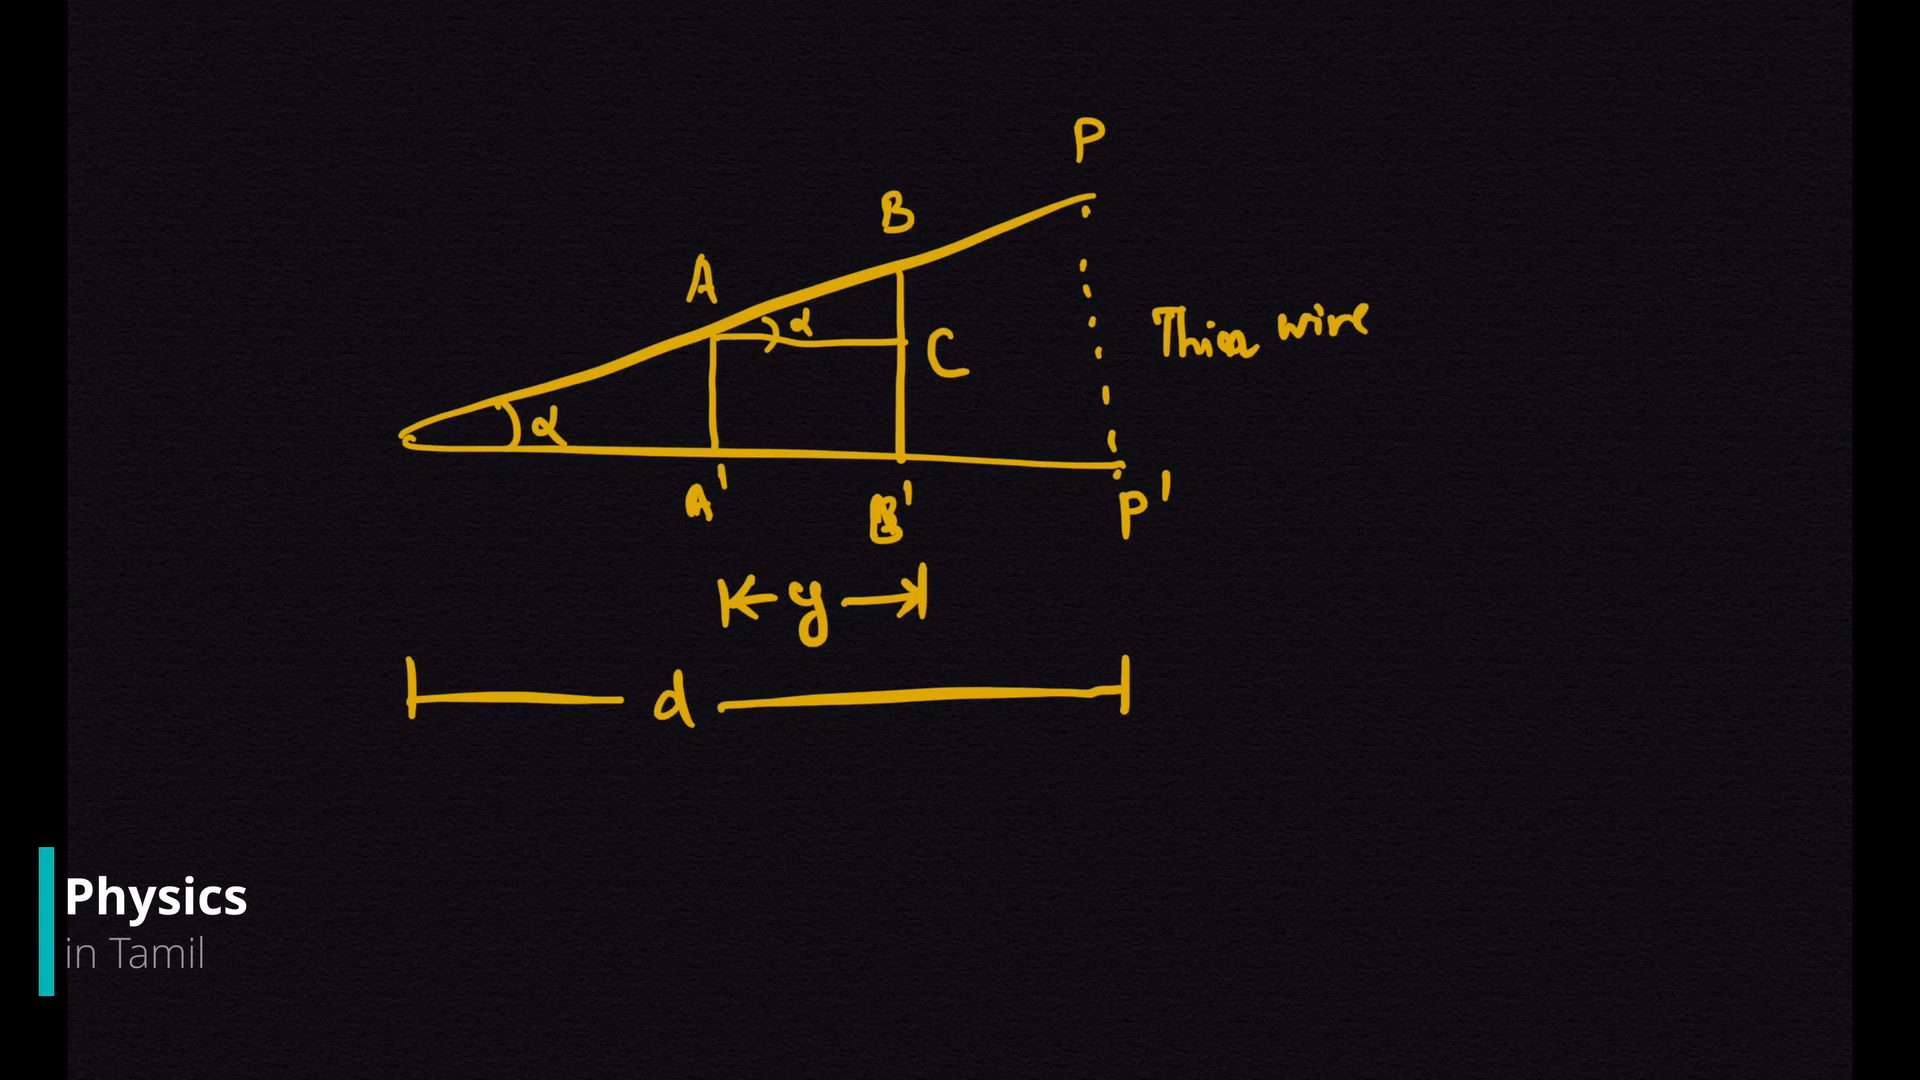 P
B
A
α
C
Thin wire
α
A'
B'
P'
y
d
Physics
in Tamil